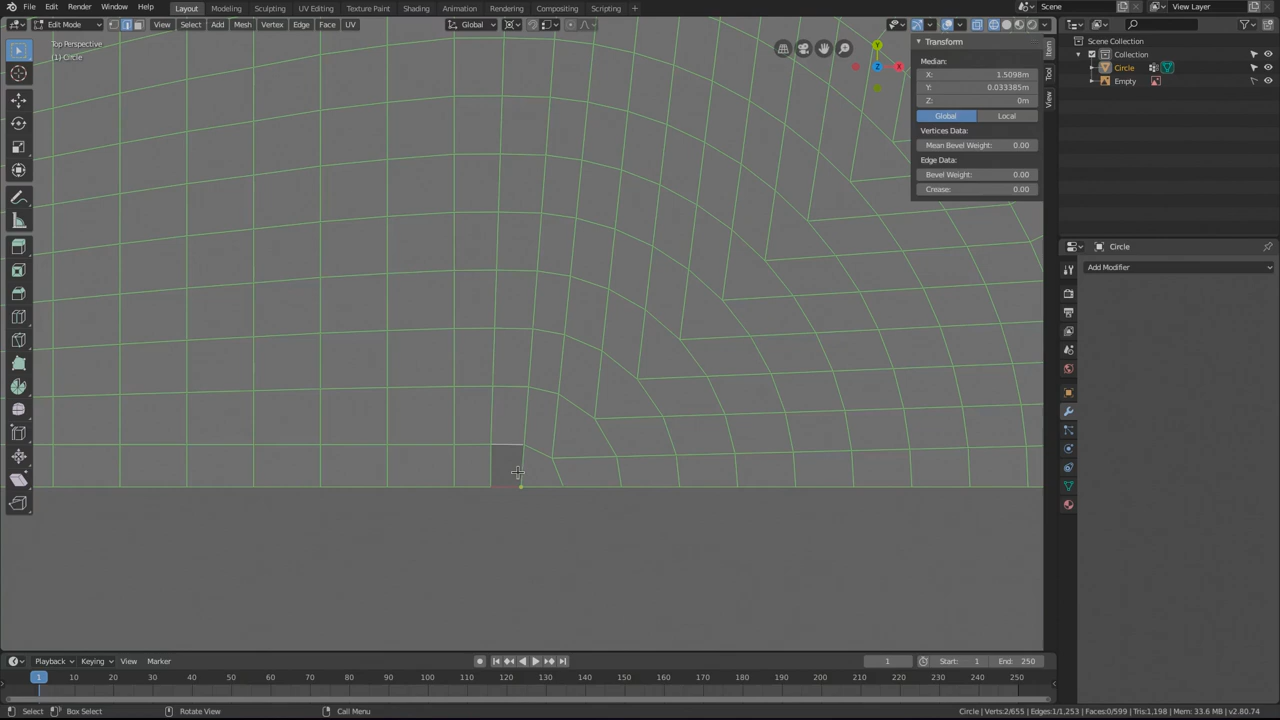 File Edit Render Window Help Layout Modeling Sculpting UV Editing Texture Paint Shading Animation Rendering Compositing Scripting + Scene View Layer
Edit Mode View Select Add Mesh Vertex Edge Face UV Global
Top Perspective
(1) Circle
Y
X
Z
Transform
Median:
X: 1.5098m
Y: 0.033385m
Z: 0m
Global Local
Vertices Data:
Mean Bevel Weight: 0.00
Edge Data:
Bevel Weight: 0.00
Crease: 0.00
Item
Tool
View
Scene Collection
Collection
Circle
Empty
Circle
Add Modifier
Playback Keying View Marker 1 Start: 1 End: 250
1 10 20 30 40 50 60 70 80 90 100 110 120 130 140 150 160 170 180 190 200 210 220 230 240 250
Select Box Select Rotate View Call Menu Circle | Verts:2/655 | Edges:1/1,253 | Faces:0/599 | Tris:1,198 | Mem: 33.6 MB | v2.80.74